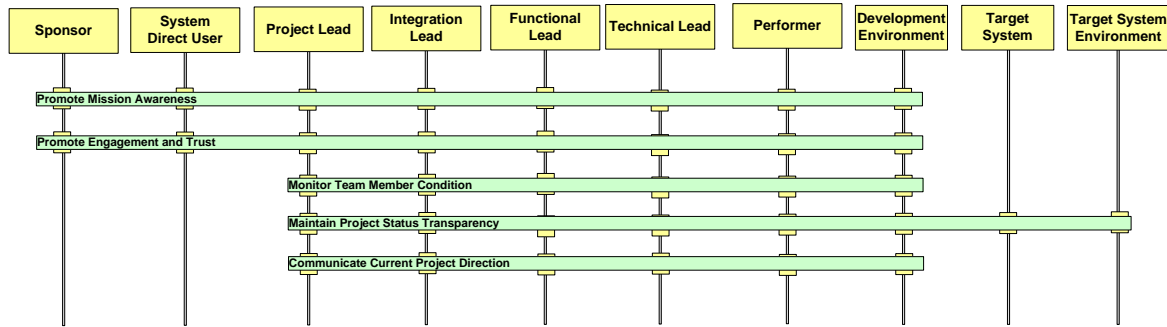 Sponsor
System
Direct User
Project Lead
Integration
Lead
Functional
Lead
Technical Lead
Performer
Development
Environment
Target
System
Target System
Environment
Promote Mission Awareness
Promote Engagement and Trust
Monitor Team Member Condition
Maintain Project Status Transparency
Communicate Current Project Direction